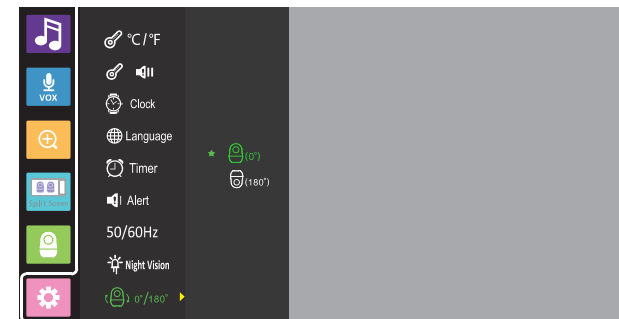 VOX
Split Screen
°C/°F
Clock
Language
Timer
Alert
50/60Hz
Night Vision
0°/180°
(0°)
(180°)